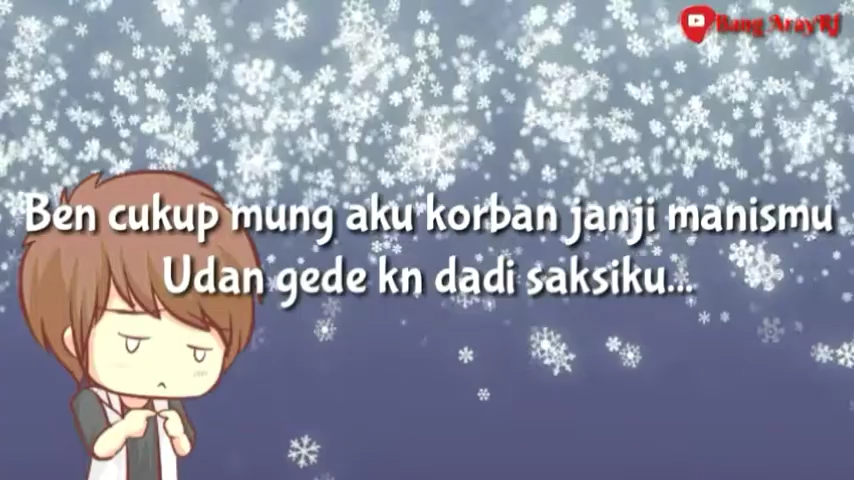 Bang ArayRj
Ben cukup mung aku korban janji manismu
Udan gede kn dadi saksiku...